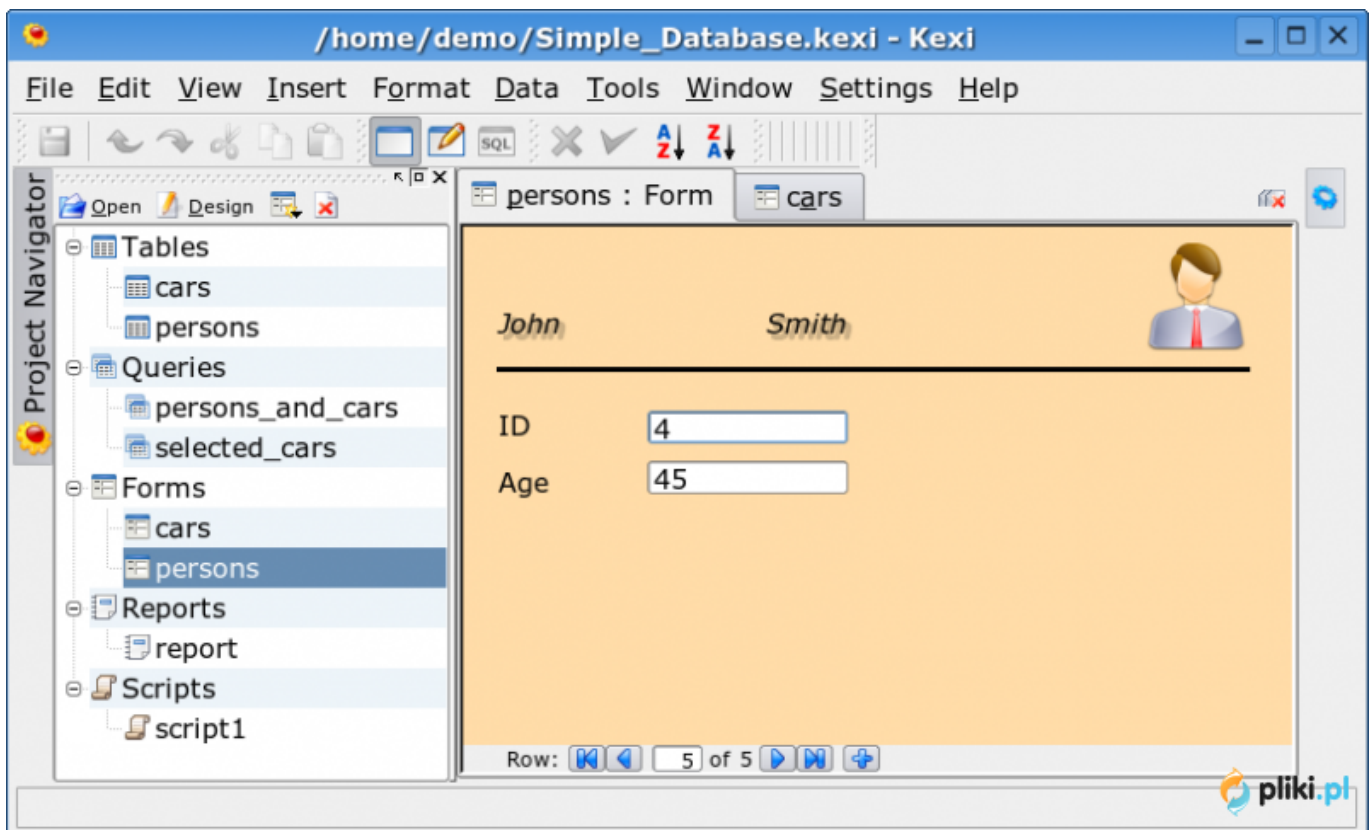 /home/demo/Simple_Database.kexi - Kexi
File Edit View Insert Format Data Tools Window Settings Help
SQL A Z Z A
Project Navigator
Open Design
persons : Form cars
Tables
cars
persons
Queries
persons_and_cars
selected_cars
Forms
cars
persons
Reports
report
Scripts
script1
John Smith
ID 4
Age 45
Row: 5 of 5
pliki.pl